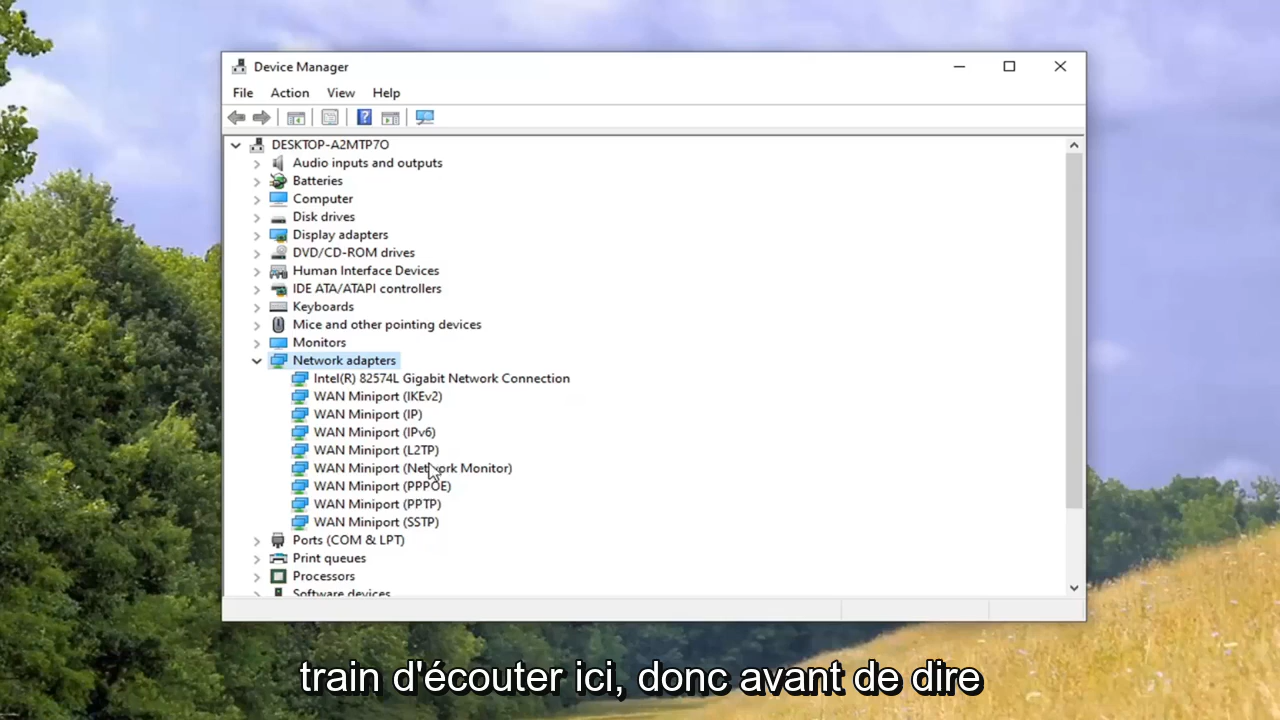 Device Manager
File Action View Help
DESKTOP-A2MTP7O
Audio inputs and outputs
Batteries
Computer
Disk drives
Display adapters
DVD/CD-ROM drives
Human Interface Devices
IDE ATA/ATAPI controllers
Keyboards
Mice and other pointing devices
Monitors
Network adapters
Intel(R) 82574L Gigabit Network Connection
WAN Miniport (IKEv2)
WAN Miniport (IP)
WAN Miniport (IPv6)
WAN Miniport (L2TP)
WAN Miniport (Network Monitor)
WAN Miniport (PPPOE)
WAN Miniport (PPTP)
WAN Miniport (SSTP)
Ports (COM & LPT)
Print queues
Processors
Software devices
train d'écouter ici, donc avant de dire